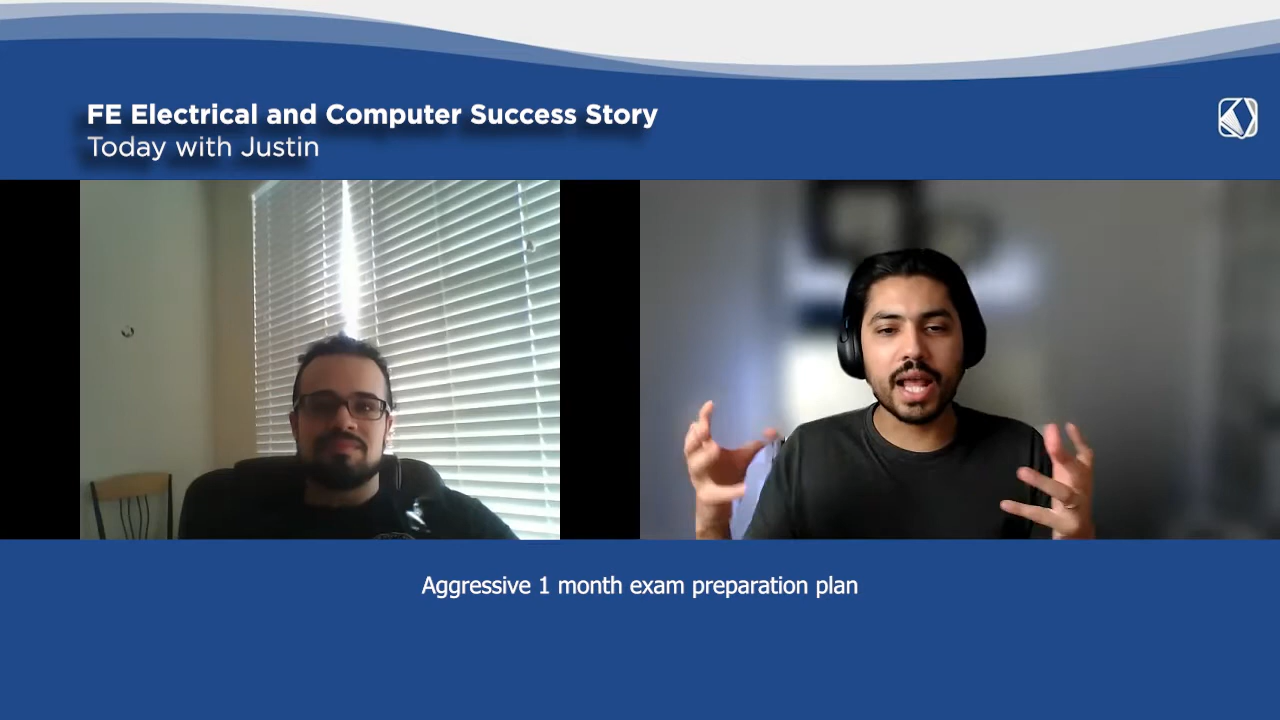 FE Electrical and Computer Success Story
Today with Justin
Aggressive 1 month exam preparation plan